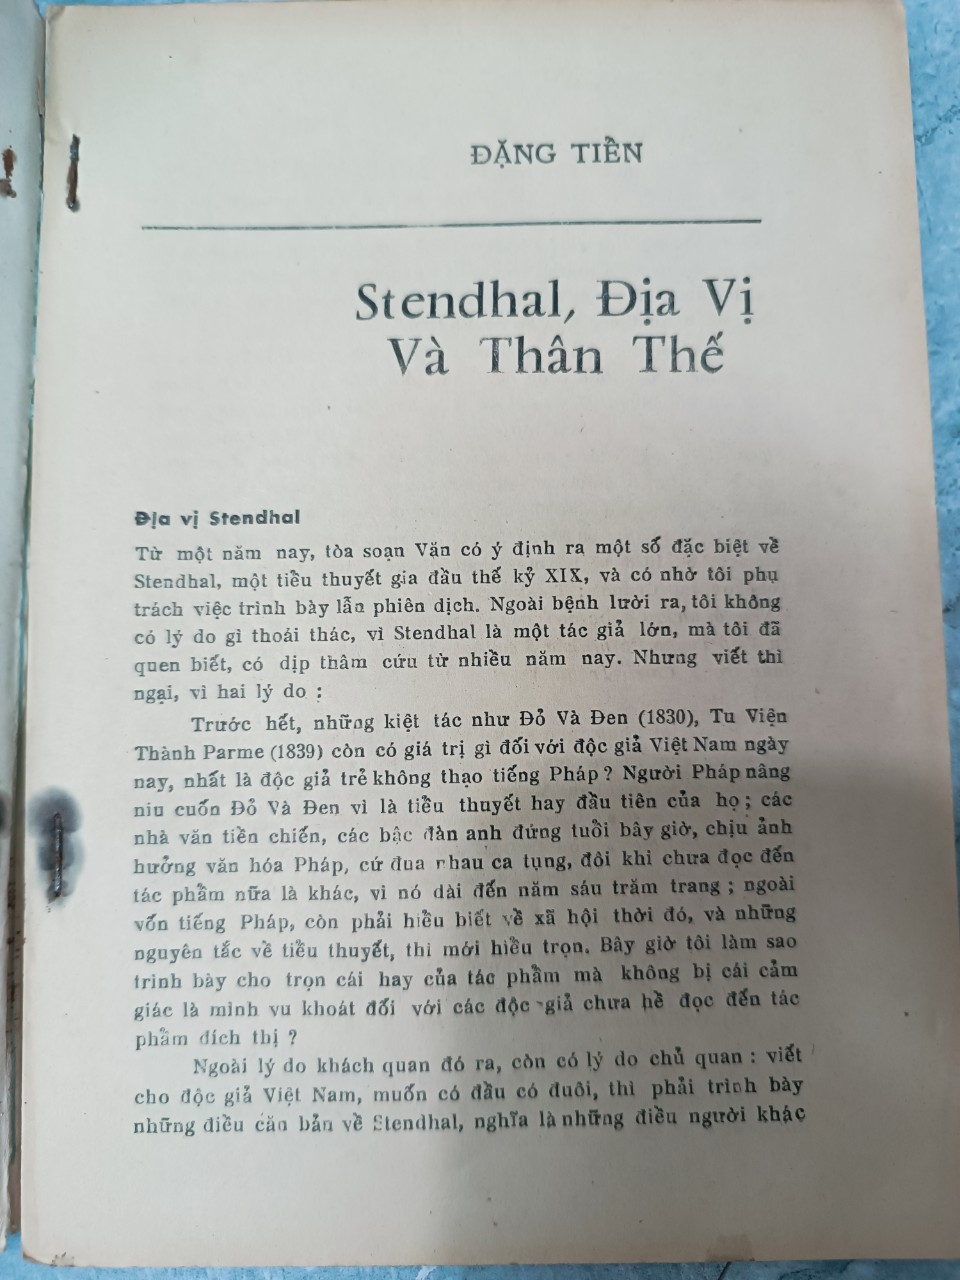 ĐẶNG TIẾN
Stendhal, Địa Vị
Và Thân Thế
Địa vị Stendhal
Từ một năm nay, tòa soạn Văn có ý định ra một số đặc biệt về
Stendhal, một tiểu thuyết gia đầu thế kỷ XIX, và có nhờ tôi phụ
trách việc trình bày lẫn phiên dịch. Ngoài bệnh lười ra, tôi không
có lý do gì thoái thác, vì Stendhal là một tác giả lớn, mà tôi đã
quen biết, có dịp thâm cứu từ nhiều năm nay. Nhưng viết thì
ngại, vì hai lý do :
Trước hết, những kiệt tác như Đỏ Và Đen (1830), Tu Viện
Thành Parme (1839) còn có giá trị gì đối với độc giả Việt Nam ngày
nay, nhất là độc giả trẻ không thạo tiếng Pháp ? Người Pháp nâng
niu cuốn Đỏ Và Đen vì là tiểu thuyết hay đầu tiên của họ ; các
nhà văn tiền chiến, các bậc đàn anh đứng tuổi bây giờ, chịu ảnh
hưởng văn hóa Pháp, cứ đua nhau ca tụng, đôi khi chưa đọc đến
tác phẩm nữa là khác, vì nó dài đến năm sáu trăm trang ; ngoài
vốn tiếng Pháp, còn phải hiểu biết về xã hội thời đó, và những
nguyên tắc về tiểu thuyết, thì mới hiểu trọn. Bây giờ tôi làm sao
trình bày cho trọn cái hay của tác phẩm mà không bị cái cảm
giác là mình vu khoát đối với các độc giả chưa hề đọc đến tác
phẩm đích thị ?
Ngoài lý do khách quan đó ra, còn có lý do chủ quan : viết
cho độc giả Việt Nam, muốn có đầu có đuôi, thì phải trình bày
những điều căn bản về Stendhal, nghĩa là những điều người khác